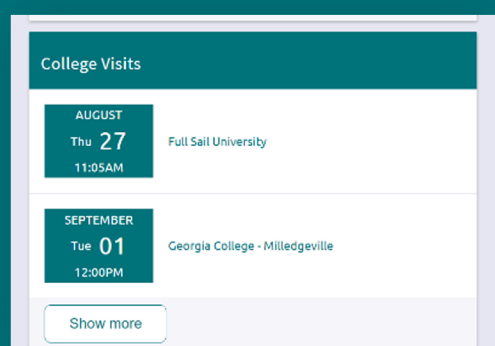 College Visits
AUGUST
Thu 27
11:05AM
Full Sail University
SEPTEMBER
Tue 01
12:00PM
Georgia College - Milledgeville
Show more